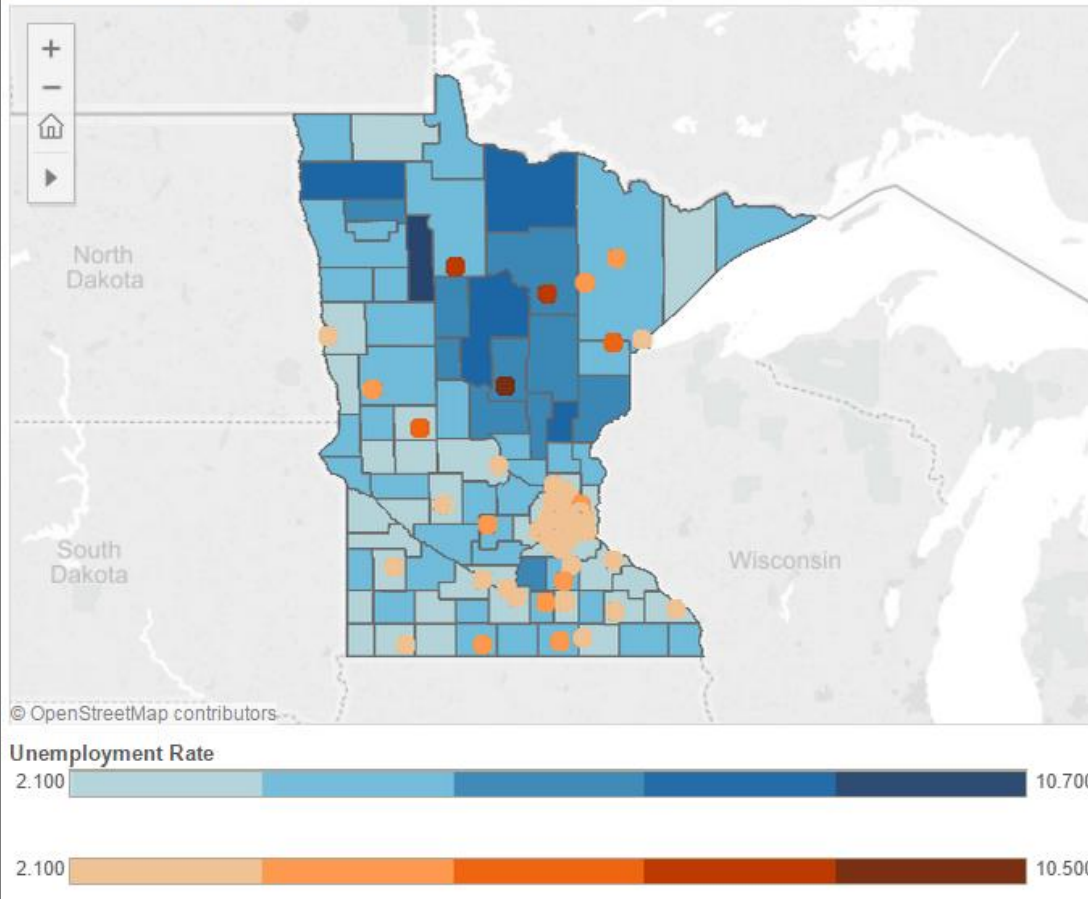 +
−
North
Dakota
South
Dakota
Wisconsin
© OpenStreetMap contributors
Unemployment Rate
2.100 10.700
2.100 10.500